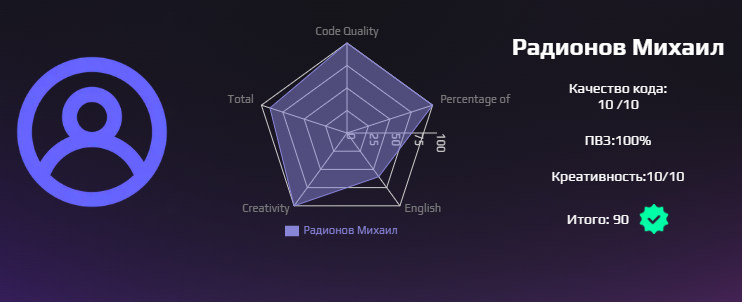 Code Quality
Total
Percentage of
0
25
50
75
100
Creativity
English
Радионов Михаил
Радионов Михаил
Качество кода:
10 /10
ПВЗ:100%
Креативность:10/10
Итого: 90